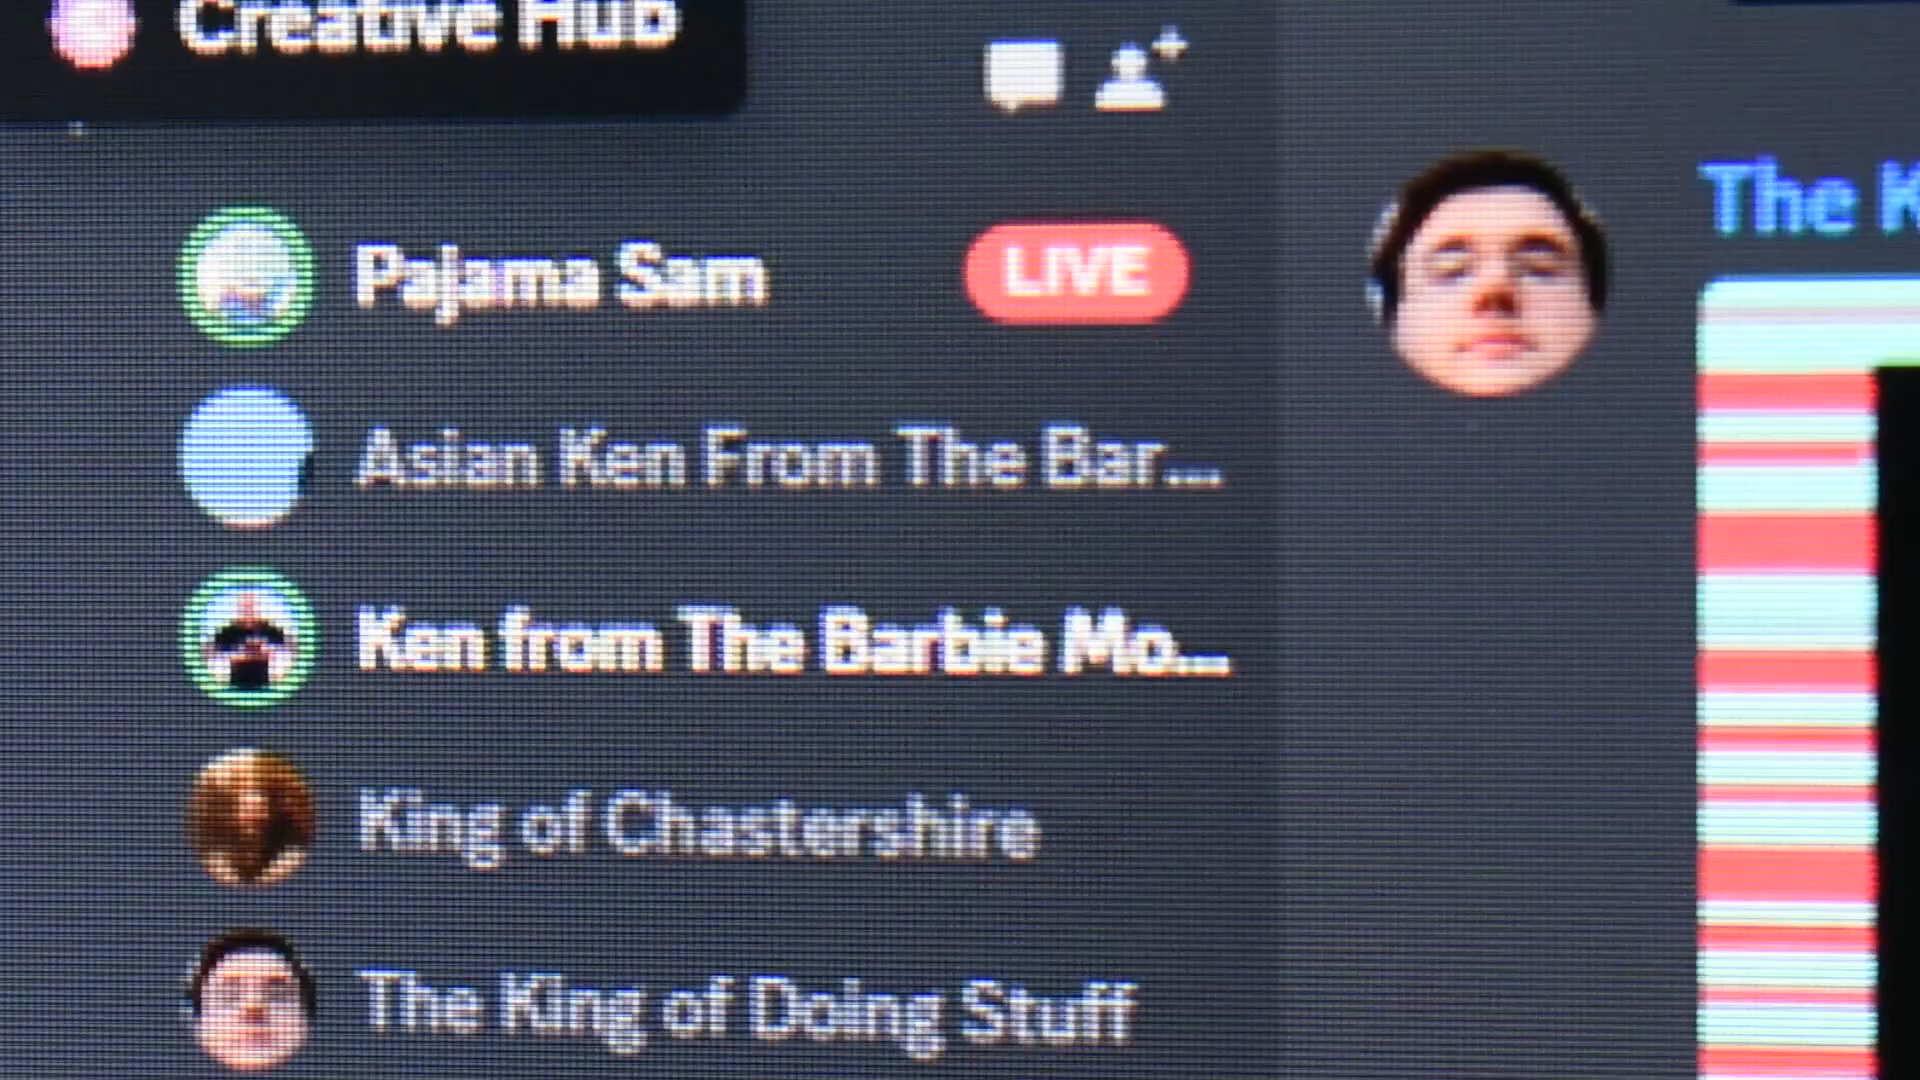 Creative Hub
Pajama Sam
LIVE
The K
Asian Ken From The Bar...
Ken from The Barbie Mo...
King of Chastershire
The King of Doing Stuff